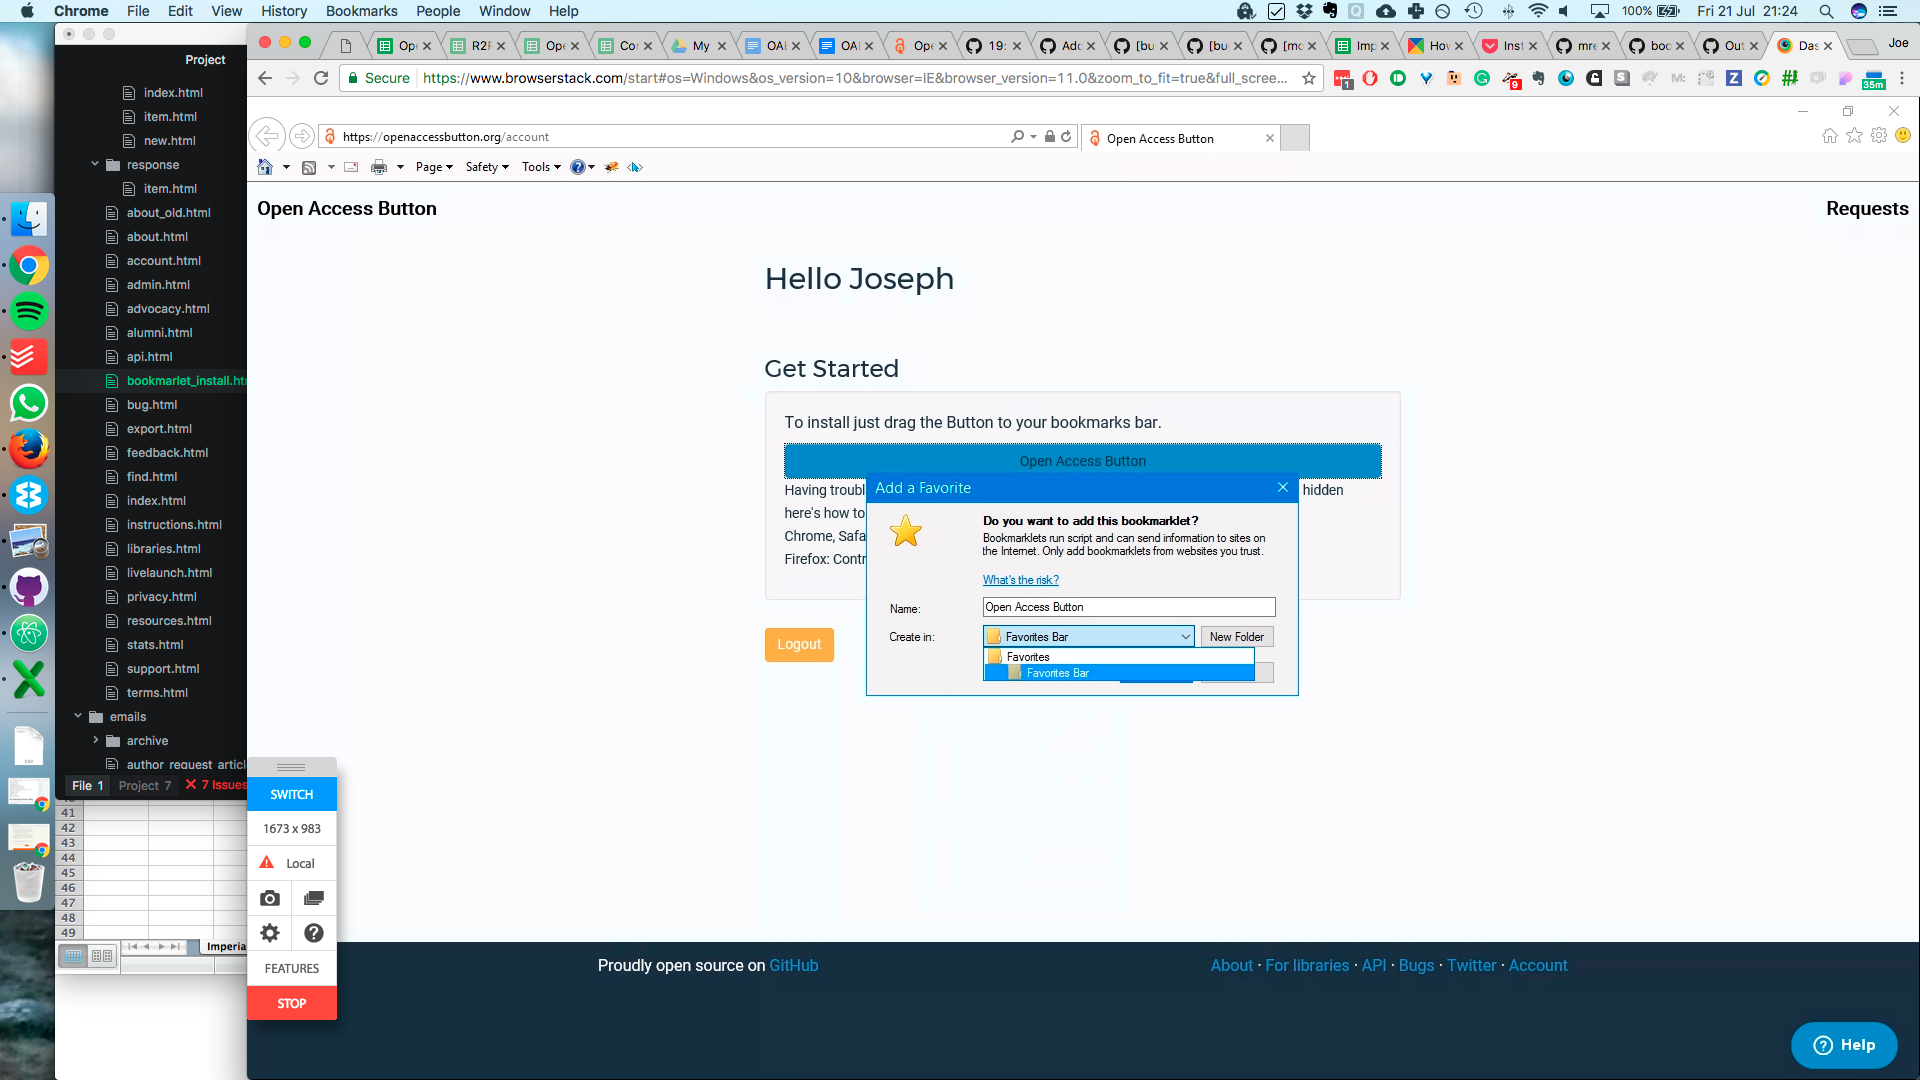 Chrome File Edit View History Bookmarks People Window Help
100% Fri 21 Jul 21:24
Project
index.html
item.html
new.html
response
item.html
about_old.html
about.html
account.html
admin.html
advocacy.html
alumni.html
api.html
bookmarlet_install.ht
bug.html
export.html
feedback.html
find.html
index.html
instructions.html
libraries.html
livelaunch.html
privacy.html
resources.html
stats.html
support.html
terms.html
emails
archive
author_request_articl
File 1 Project 7 7 Issues
41
42
43
44
45
46
47
48
49
Imperia
Ope R2R Ope Cor My OAB OAB Ope 19: Add [bu [bu [mo Imp How Inst mre boo Out Das Joe
Secure https://www.browserstack.com/start#os=Windows&os_version=10&browser=IE&browser_version=11.0&zoom_to_fit=true&full_scree...
1 9 35m
https://openaccessbutton.org/account
Open Access Button
Page Safety Tools
Open Access Button
Requests
Hello Joseph
Get Started
To install just drag the Button to your bookmarks bar.
Open Access Button
Having troubl hidden
here's how to
Chrome, Safa
Firefox: Contr
Add a Favorite
Do you want to add this bookmarklet?
Bookmarklets run script and can send information to sites on
the Internet. Only add bookmarklets from websites you trust.
What's the risk?
Name: Open Access Button
Create in: Favorites Bar New Folder
Favorites
Favorites Bar
Logout
SWITCH
1673 x 983
Local
FEATURES
STOP
Proudly open source on GitHub
About · For libraries · API · Bugs · Twitter · Account
Help